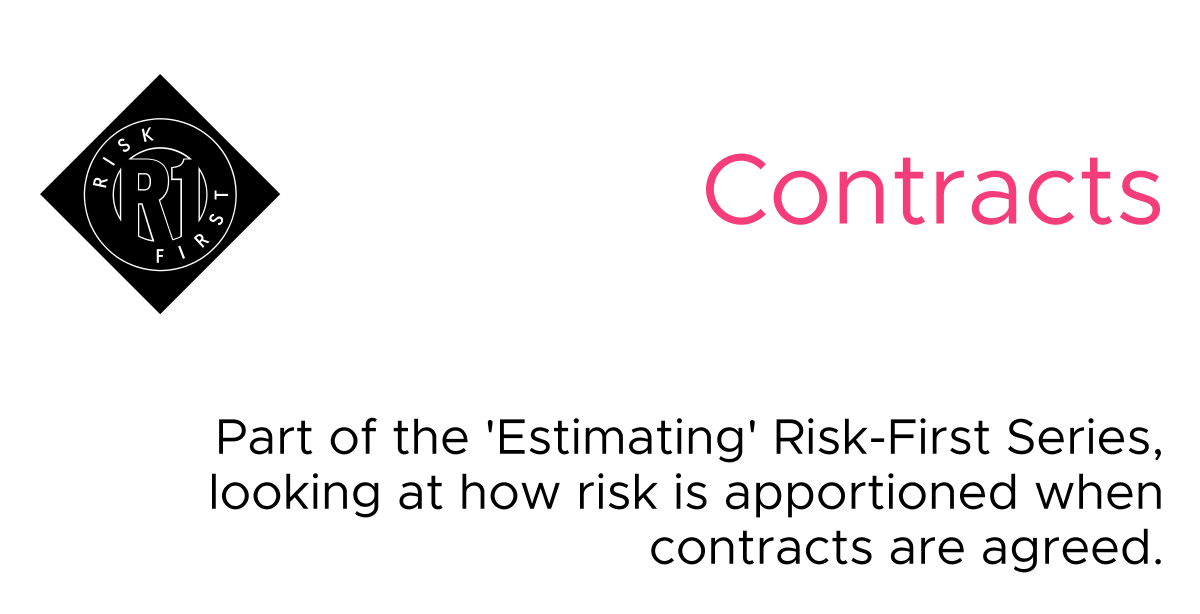 RISK
R1
FIRST
Contracts
Part of the 'Estimating' Risk-First Series,
looking at how risk is apportioned when
contracts are agreed.